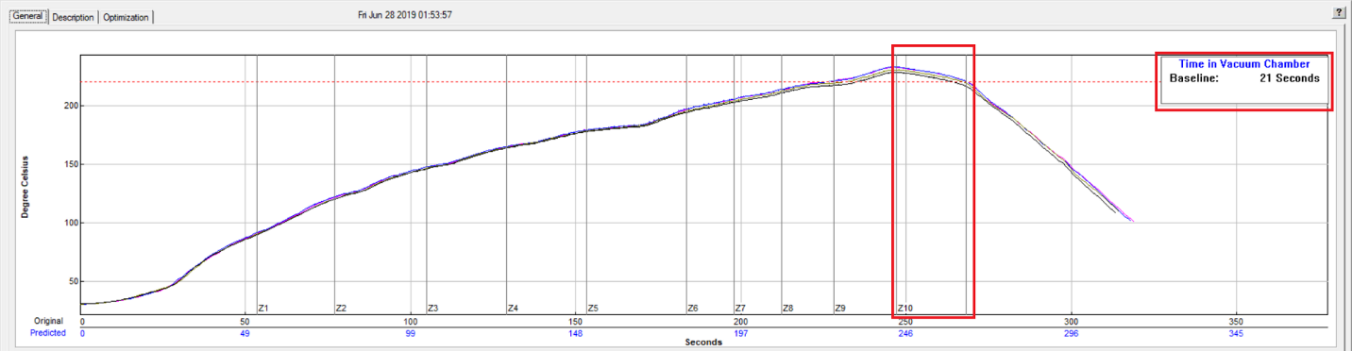 General Description Optimization
Fri Jun 28 2019 01:53:57
?
Time in Vacuum Chamber
Baseline: 21 Seconds
Degree Celsius
200
150
100
50
Z1 Z2 Z3 Z4 Z5 Z6 Z7 Z8 Z9 Z10
Original 0 50 100 150 200 250 300 350
Predicted 0 49 99 148 197 246 296 345
Seconds